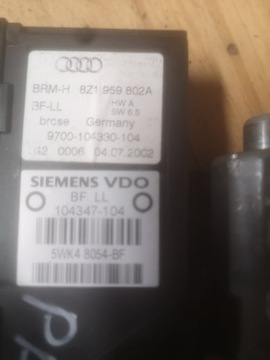 BRM-H 8Z1 959 802A
BF-LL HW A
SW 6.5
brose Germany
9700-104330-104
42 0006 04.07.2002
SIEMENS VDO
BF LL
104347-104
5WK4 8054-BF